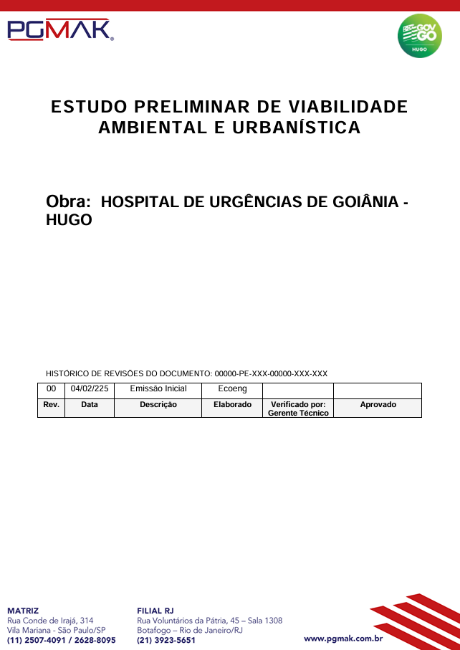 PGMAK®
GOV
GO
HUGO
ESTUDO PRELIMINAR DE VIABILIDADE
AMBIENTAL E URBANÍSTICA
Obra: HOSPITAL DE URGÊNCIAS DE GOIÂNIA -
HUGO
HISTÓRICO DE REVISÕES DO DOCUMENTO: 00000-PE-XXX-00000-XXX-XXX
00 04/02/225 Emissão Inicial Ecoeng
Rev. Data Descrição Elaborado Verificado por: Gerente Técnico Aprovado
MATRIZ
Rua Conde de Irajá, 314
Vila Mariana - São Paulo/SP
(11) 2507-4091 / 2628-8095
FILIAL RJ
Rua Voluntários da Pátria, 45 – Sala 1308
Botafogo – Rio de Janeiro/RJ
(21) 3923-5651
www.pgmak.com.br